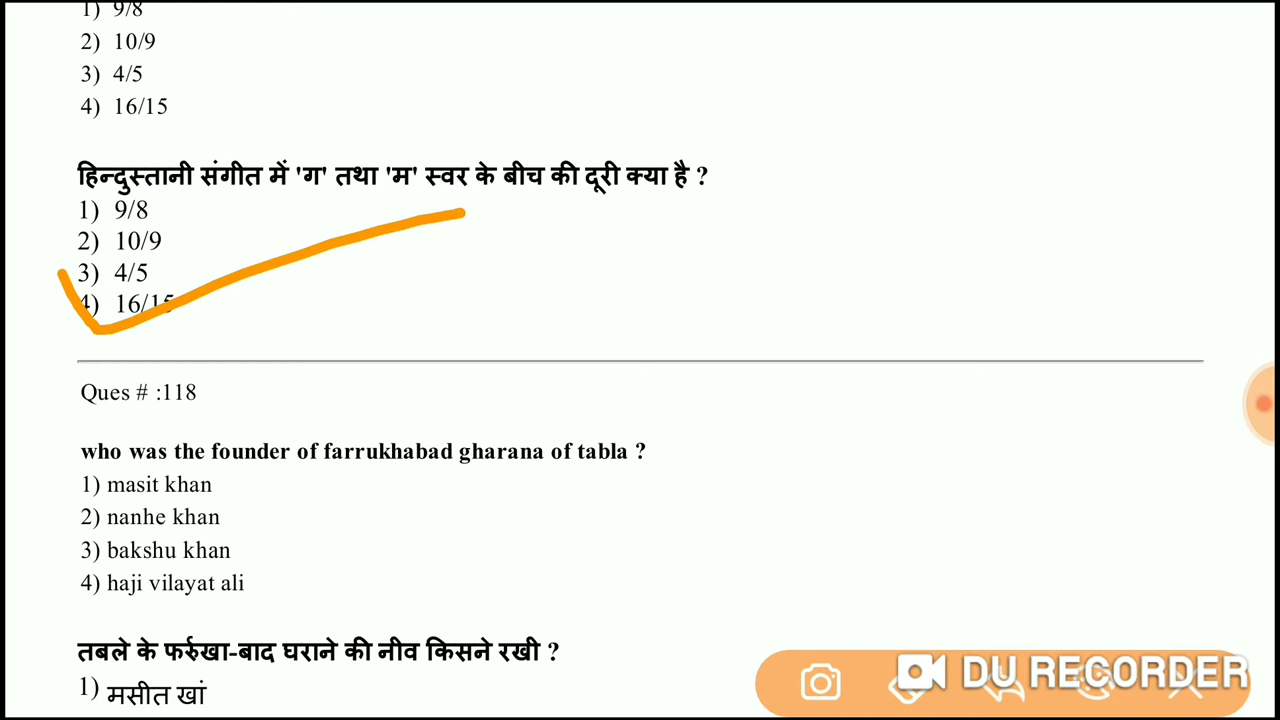 1) 9/8
2) 10/9
3) 4/5
4) 16/15
हिन्दुस्तानी संगीत में 'ग' तथा 'म' स्वर के बीच की दूरी क्या है ?
1) 9/8
2) 10/9
3) 4/5
4) 16/15
Ques # :118
who was the founder of farrukhabad gharana of tabla ?
1) masit khan
2) nanhe khan
3) bakshu khan
4) haji vilayat ali
तबले के फर्रुखा-बाद घराने की नीव किसने रखी ?
1) मसीत खां
DU RECORDER